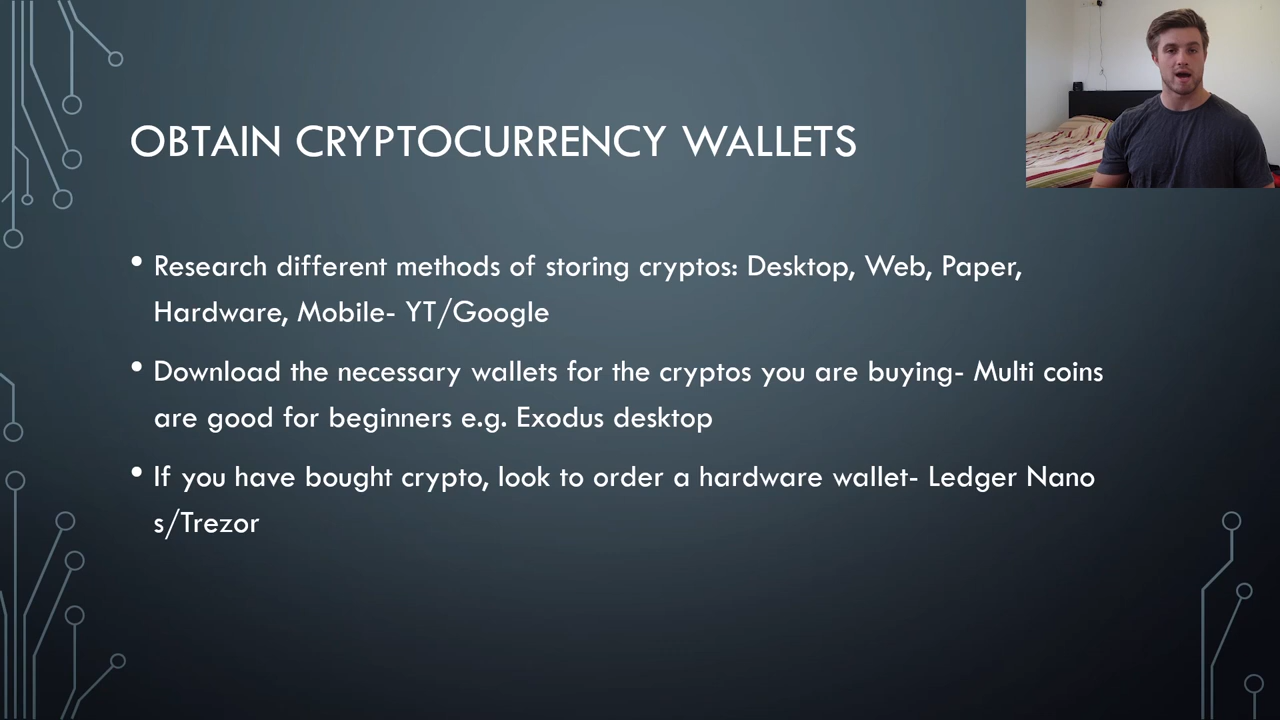 OBTAIN CRYPTOCURRENCY WALLETS
• Research different methods of storing cryptos: Desktop, Web, Paper,
Hardware, Mobile- YT/Google
• Download the necessary wallets for the cryptos you are buying- Multi coins
are good for beginners e.g. Exodus desktop
• If you have bought crypto, look to order a hardware wallet- Ledger Nano
s/Trezor